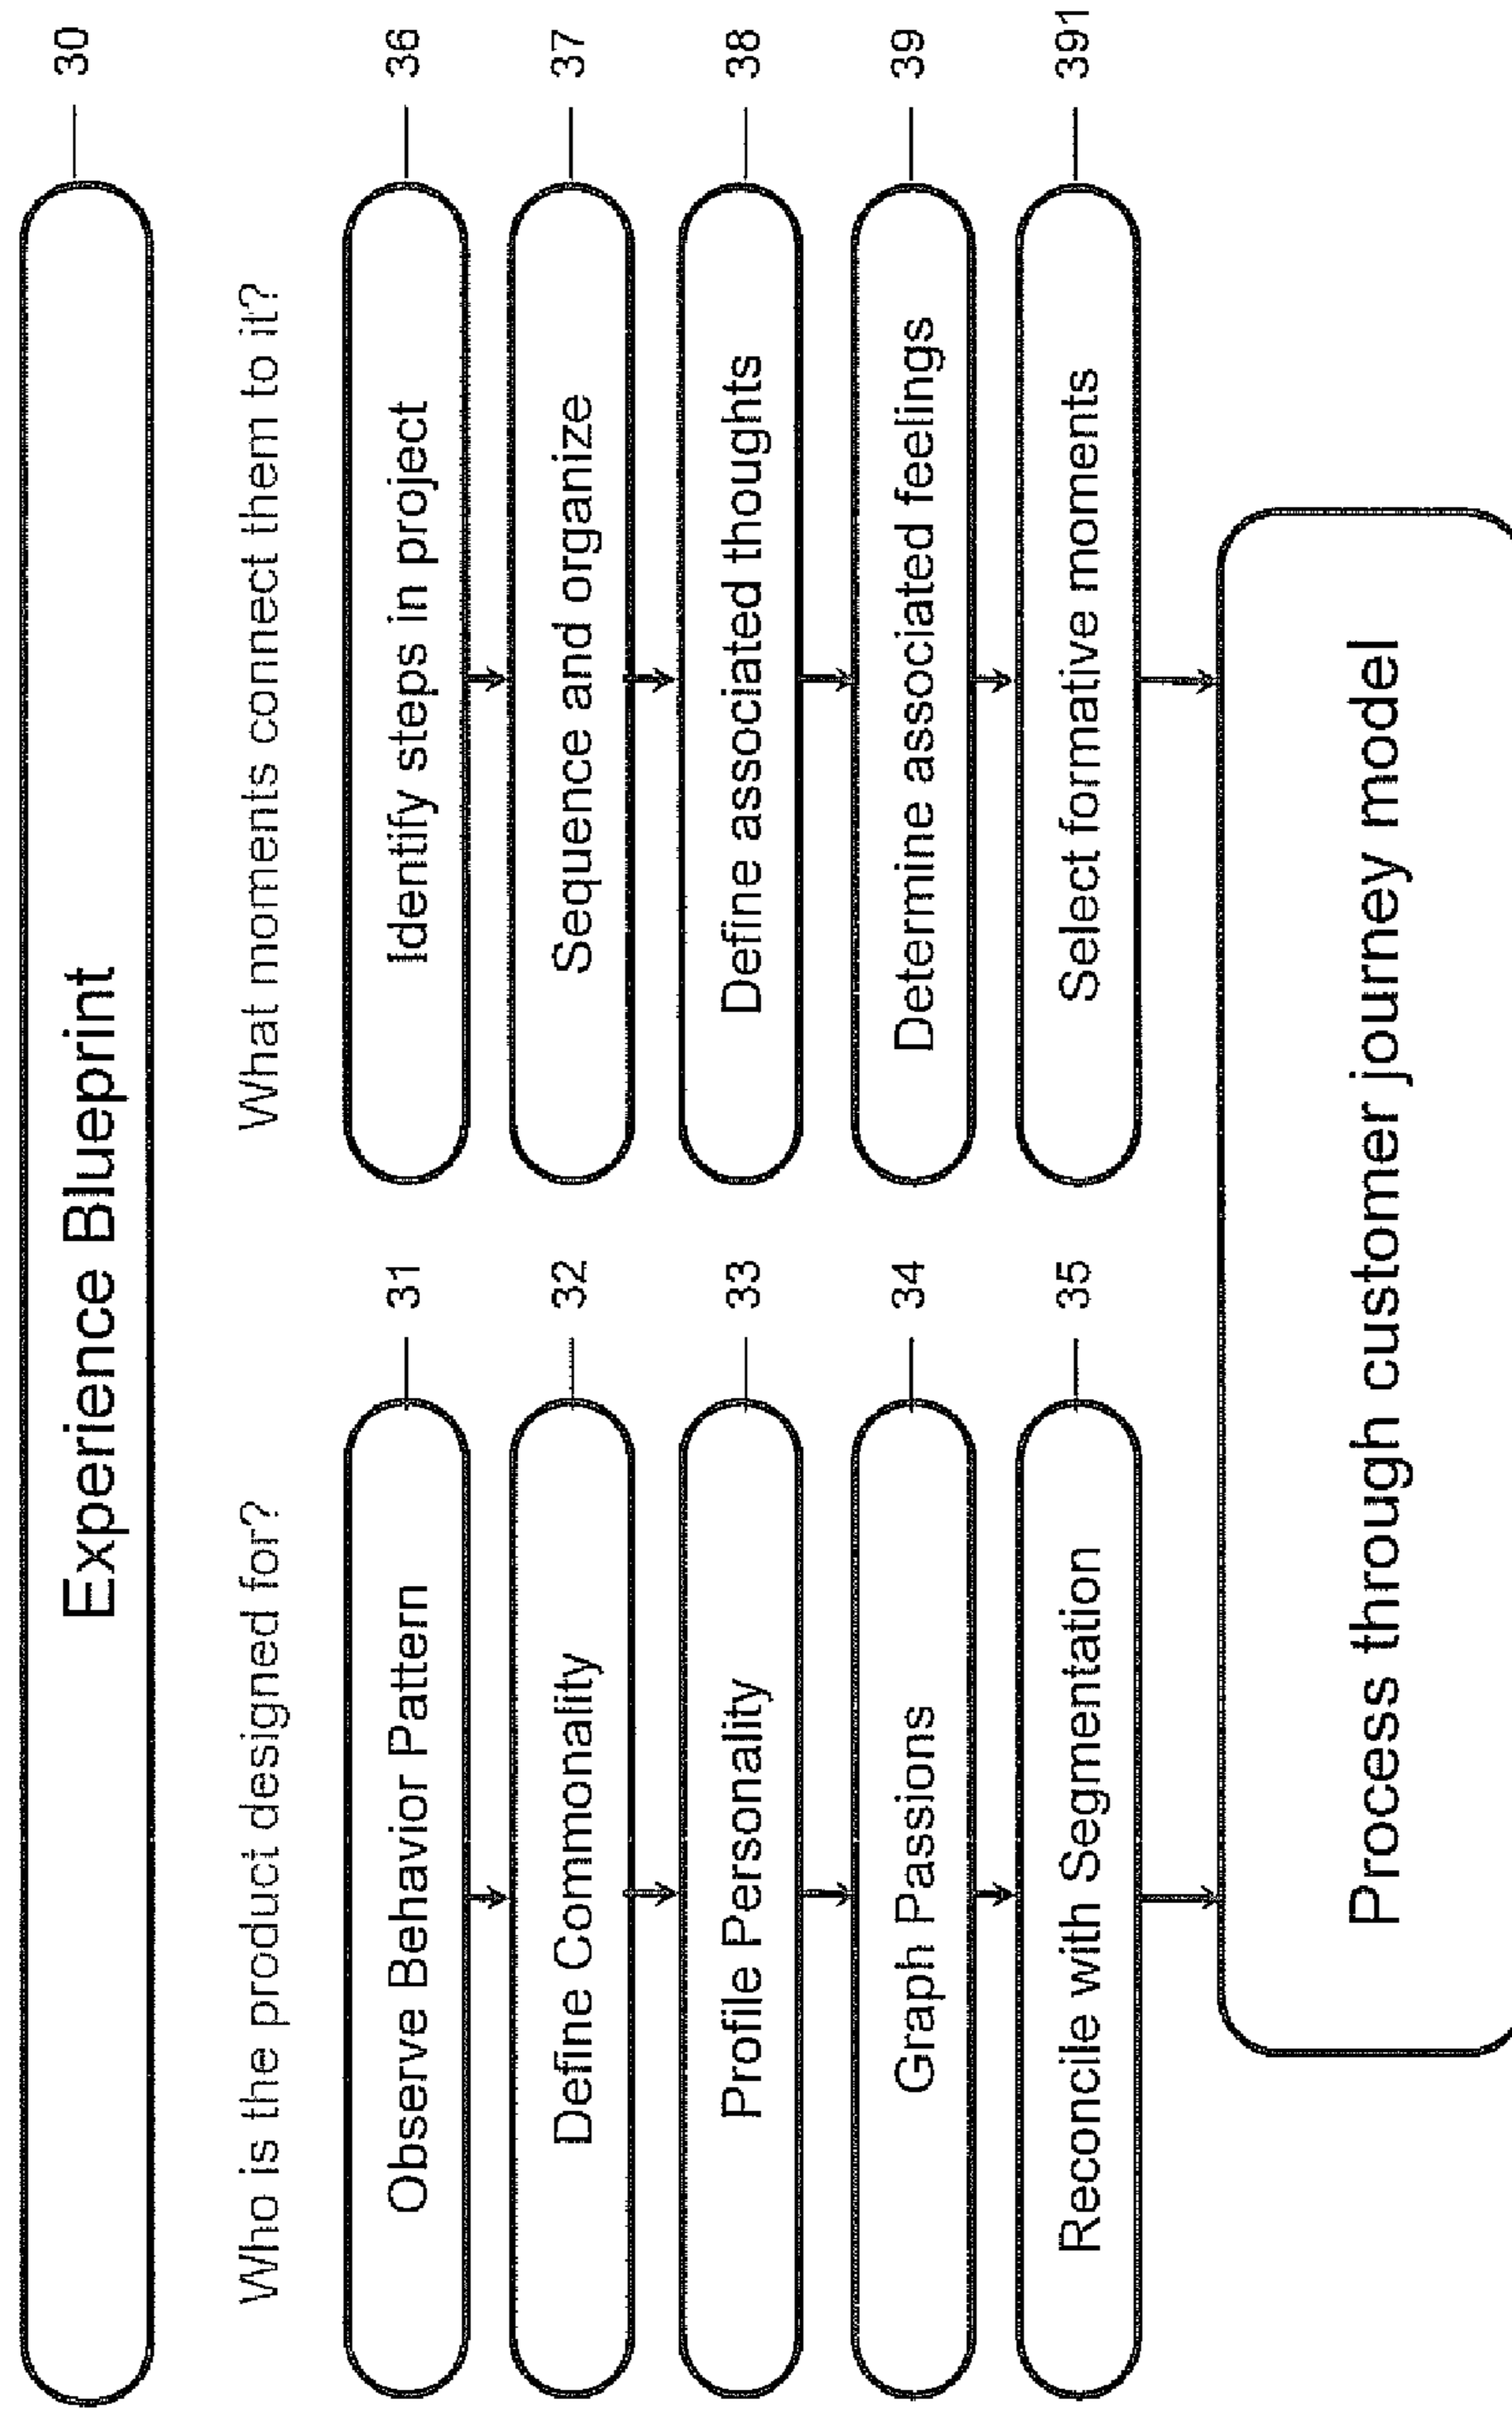 Experience Blueprint
30
Who is the product designed for?
Observe Behavior Pattern
31
Define Commonality
32
Profile Personality
33
Graph Passions
34
Reconcile with Segmentation
35
What moments connect them to it?
Identify steps in project
36
Sequence and organize
37
Define associated thoughts
38
Determine associated feelings
39
Select formative moments
391
Process through customer journey model